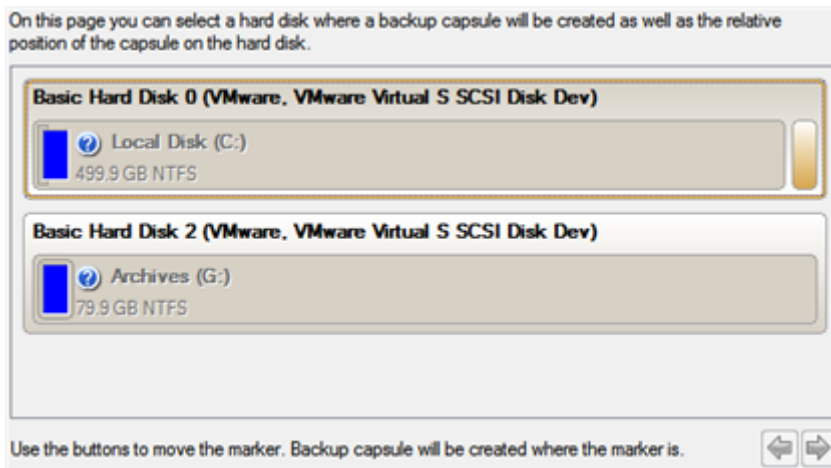 On this page you can select a hard disk where a backup capsule will be created as well as the relative
position of the capsule on the hard disk.
Basic Hard Disk 0 (VMware, VMware Virtual S SCSI Disk Dev)
Local Disk (C:)
499.9 GB NTFS
Basic Hard Disk 2 (VMware, VMware Virtual S SCSI Disk Dev)
Archives (G:)
79.9 GB NTFS
Use the buttons to move the marker. Backup capsule will be created where the marker is.